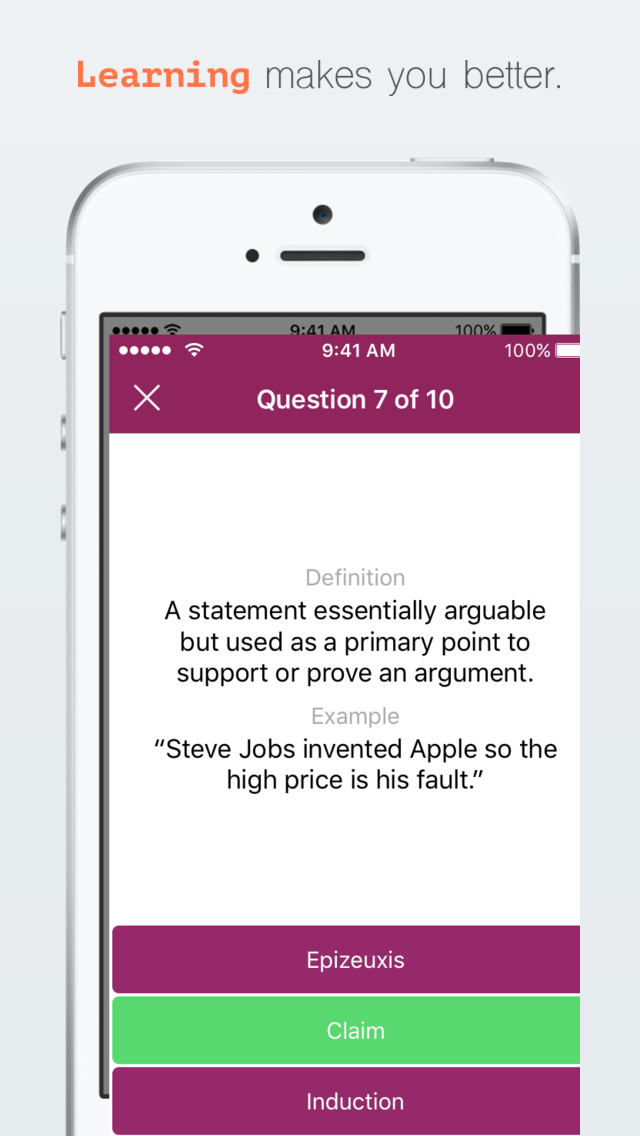 Learning makes you better.
9:41 AM 100%
9:41 AM 100%
Question 7 of 10
Definition
A statement essentially arguable
but used as a primary point to
support or prove an argument.
Example
“Steve Jobs invented Apple so the
high price is his fault.”
Epizeuxis
Claim
Induction